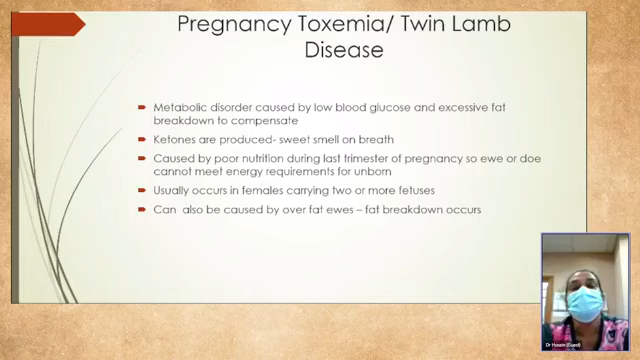 Pregnancy Toxemia/ Twin Lamb
Disease
Metabolic disorder caused by low blood glucose and excessive fat
breakdown to compensate
Ketones are produced- sweet smell on breath
Caused by poor nutrition during last trimester of pregnancy so ewe or doe
cannot meet energy requirements for unborn
Usually occurs in females carrying two or more fetuses
Can also be caused by over fat ewes – fat breakdown occurs
Dr Hosein (Guest)